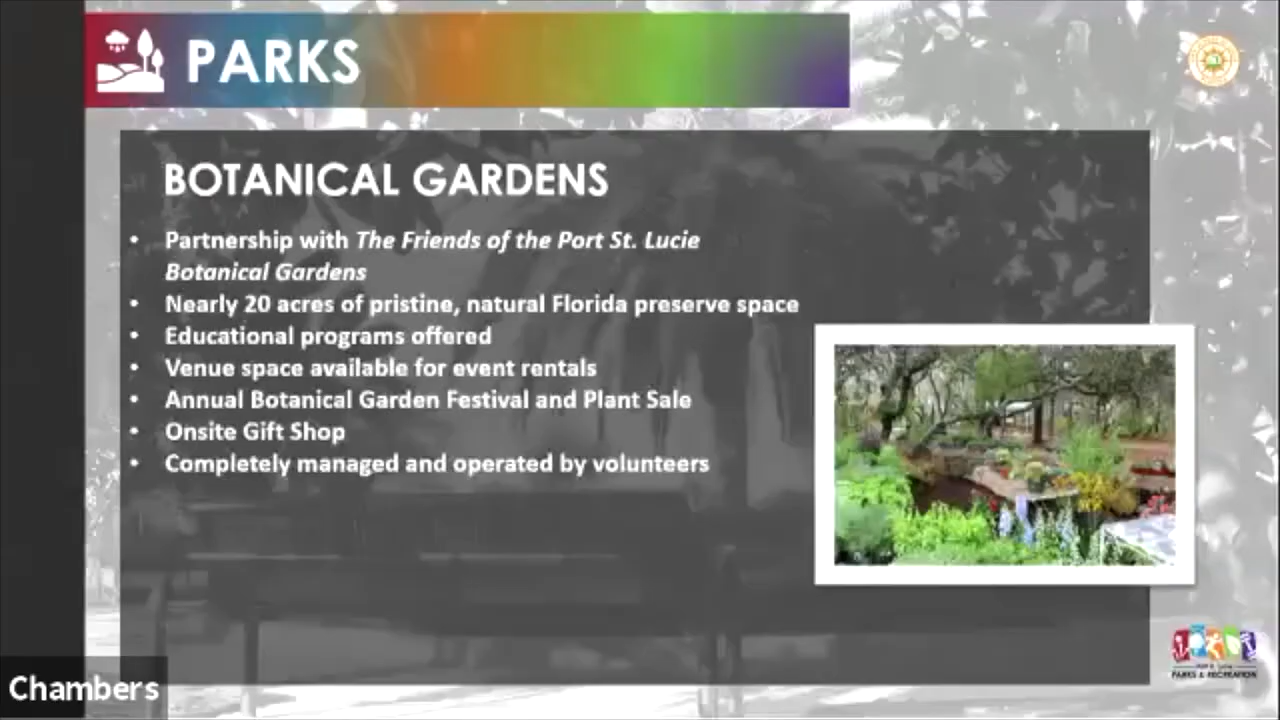 PARKS
BOTANICAL GARDENS
• Partnership with The Friends of the Port St. Lucie
Botanical Gardens
• Nearly 20 acres of pristine, natural Florida preserve space
• Educational programs offered
• Venue space available for event rentals
• Annual Botanical Garden Festival and Plant Sale
• Onsite Gift Shop
• Completely managed and operated by volunteers
PARKS & RECREATION
Chambers